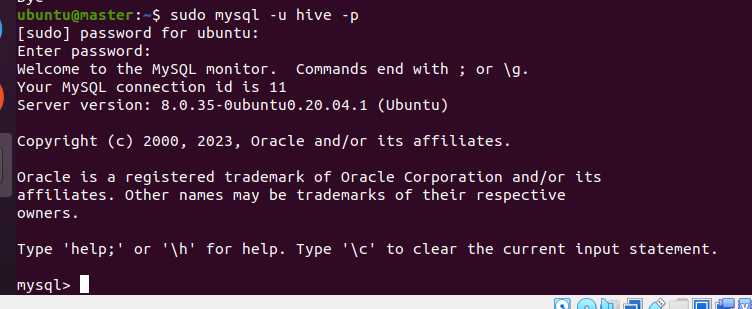 ubuntu@master:~$ sudo mysql -u hive -p
[sudo] password for ubuntu:
Enter password:
Welcome to the MySQL monitor.  Commands end with ; or \g.
Your MySQL connection id is 11
Server version: 8.0.35-0ubuntu0.20.04.1 (Ubuntu)
Copyright (c) 2000, 2023, Oracle and/or its affiliates.
Oracle is a registered trademark of Oracle Corporation and/or its
affiliates. Other names may be trademarks of their respective
owners.
Type 'help;' or '\h' for help. Type '\c' to clear the current input statement.
mysql>